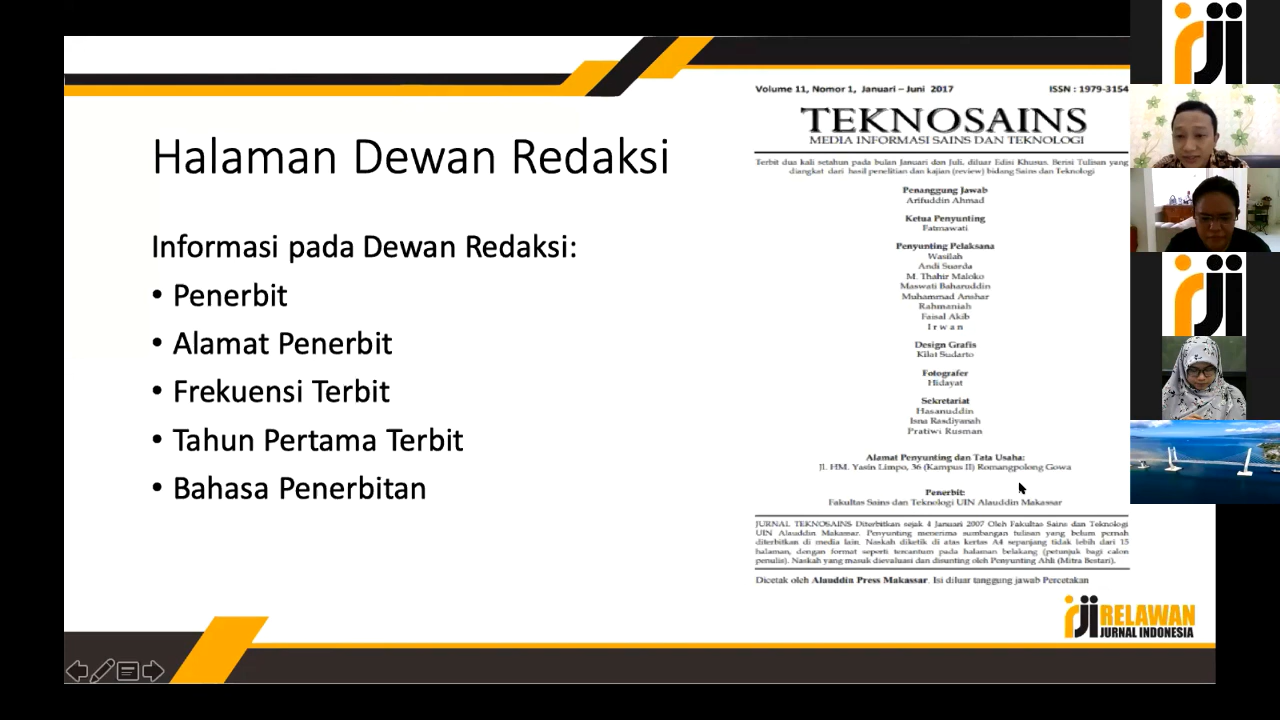 Halaman Dewan Redaksi
Informasi pada Dewan Redaksi:
• Penerbit
• Alamat Penerbit
• Frekuensi Terbit
• Tahun Pertama Terbit
• Bahasa Penerbitan
Volume 11, Nomor 1, Januari – Juni 2017 ISSN : 1979-3154
TEKNOSAINS
MEDIA INFORMASI SAINS DAN TEKNOLOGI
Terbit dua kali setahun pada bulan Januari dan Juli, diluar Edisi Khusus. Berisi Tulisan yang
diangkat dari hasil penelitian dan kajian (review) bidang Sains dan Teknologi
Penanggung Jawab
Arifuddin Ahmad
Ketua Penyunting
Fatmawati
Penyunting Pelaksana
Wasilah
Andi Suarda
M. Thahir Maloko
Maswati Baharuddin
Muhammad Anshar
Rahmaniah
Faisal Akib
I r w a n
Design Grafis
Kilat Sudarto
Fotografer
Hidayat
Sekretariat
Hasanuddin
Isna Rasdiyanah
Pratiwi Rusman
Alamat Penyunting dan Tata Usaha:
Jl. HM. Yasin Limpo, 36 (Kampus II) Romangpolong Gowa
Penerbit:
Fakultas Sains dan Teknologi UIN Alauddin Makassar
JURNAL TEKNOSAINS Diterbitkan sejak 4 Januari 2007 Oleh Fakultas Sains dan Teknologi
UIN Alauddin Makassar. Penyunting menerima sumbangan tulisan yang belum pernah
diterbitkan di media lain. Naskah diketik di atas kertas A4 sepanjang tidak lebih dari 15
halaman, dengan format seperti tercantum pada halaman belakang (petunjuk bagi calon
penulis). Naskah yang masuk dievaluasi dan disunting oleh Penyunting Ahli (Mitra Bestari).
Dicetak oleh Alauddin Press Makassar. Isi diluar tanggung jawab Percetakan
rji RELAWAN
JURNAL INDONESIA
rji
rji